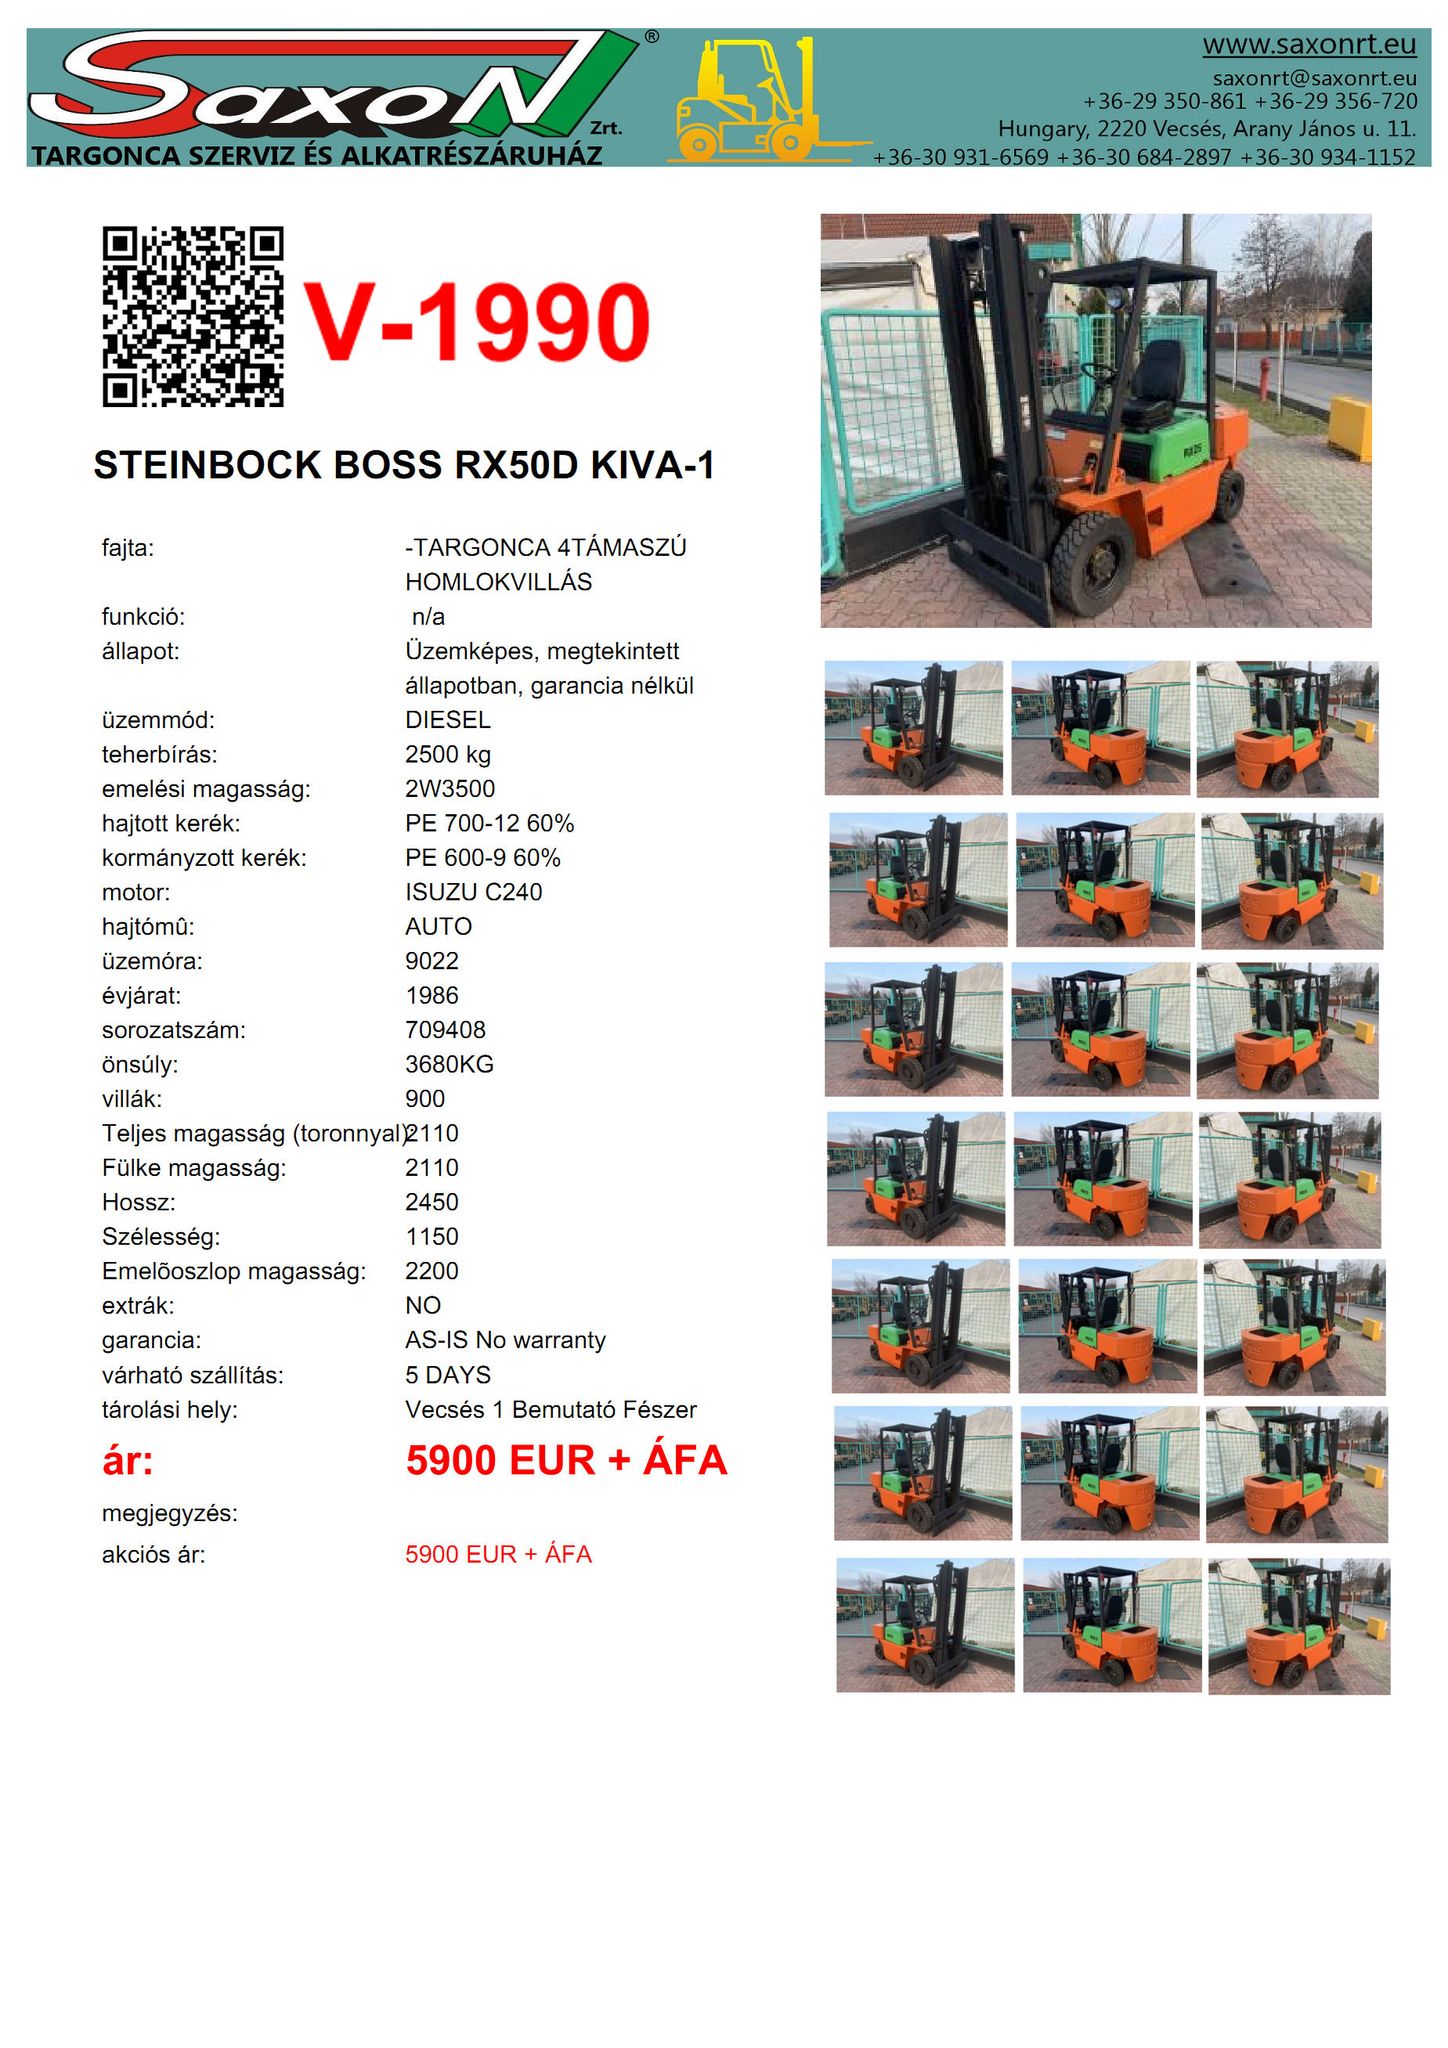 SaxoN ®
Zrt.
TARGONCA SZERVIZ ÉS ALKATRÉSZÁRUHÁZ
www.saxonrt.eu
saxonrt@saxonrt.eu
+36-29 350-861 +36-29 356-720
Hungary, 2220 Vecsés, Arany János u. 11.
+36-30 931-6569 +36-30 684-2897 +36-30 934-1152
V-1990
STEINBOCK BOSS RX50D KIVA-1
fajta: -TARGONCA 4TÁMASZÚ
HOMLOKVILLÁS
funkció: n/a
állapot: Üzemképes, megtekintett
állapotban, garancia nélkül
üzemmód: DIESEL
teherbírás: 2500 kg
emelési magasság: 2W3500
hajtott kerék: PE 700-12 60%
kormányzott kerék: PE 600-9 60%
motor: ISUZU C240
hajtómû: AUTO
üzemóra: 9022
évjárat: 1986
sorozatszám: 709408
önsúly: 3680KG
villák: 900
Teljes magasság (toronnyal): 2110
Fülke magasság: 2110
Hossz: 2450
Szélesség: 1150
Emelõoszlop magasság: 2200
extrák: NO
garancia: AS-IS No warranty
várható szállítás: 5 DAYS
tárolási hely: Vecsés 1 Bemutató Fészer
ár: 5900 EUR + ÁFA
megjegyzés:
akciós ár: 5900 EUR + ÁFA